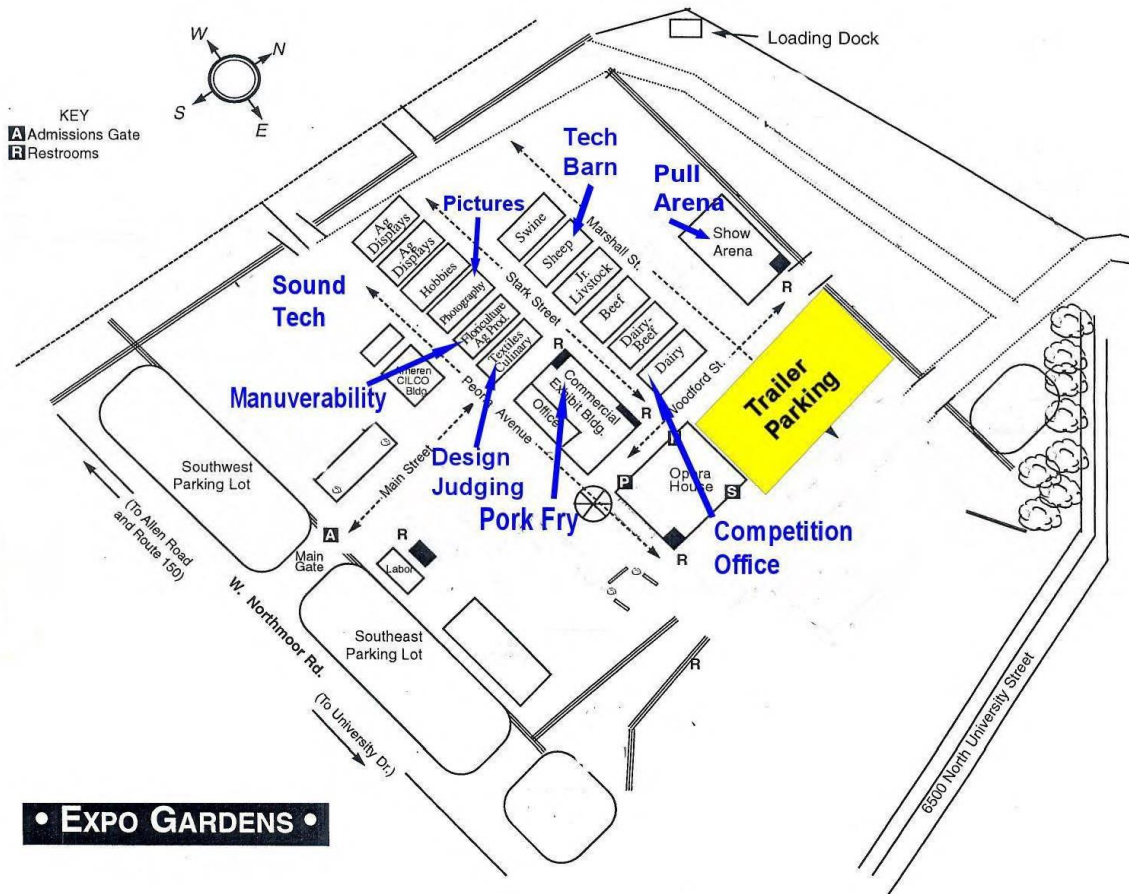 Loading Dock
W
N
S
E
KEY
A Admissions Gate
R Restrooms
Tech
Barn
Pull
Arena
Pictures
Sound
Tech
Manuverability
Design
Judging
Pork Fry
Competition
Office
Trailer
Parking
Ag
Displays
Ag
Displays
Hobbies
Photography
Floriculture
Ag Prod.
Textiles
Culinary
Swine
Sheep
Jr.
Livstock
Beef
Dairy-
Beef
Dairy
Show
Arena
R
Marshall St.
Stark Street
Woodford St.
Peoria Avenue
Main Street
CILCO
Bldg
R
Commercial
Exhibit Bldg.
Office
R
Opera
House
P
S
R
Southwest
Parking Lot
(To Allen Road
and Route 150)
A
Main
Gate
R
Labor
W. Northmoor Rd.
Southeast
Parking Lot
(To University Dr.)
R
6500 North University Street
• EXPO GARDENS •